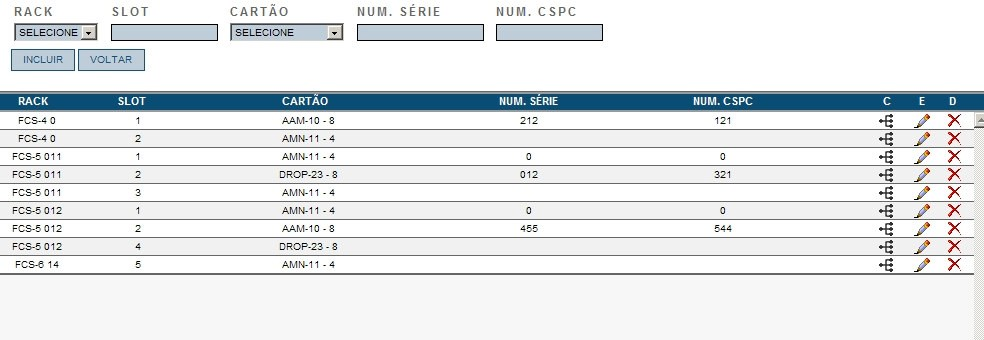 RACK SLOT CARTÃO NUM. SÉRIE NUM. CSPC
SELECIONE SELECIONE
INCLUIR VOLTAR
RACK SLOT CARTÃO NUM. SÉRIE NUM. CSPC C E D
FCS-4 0 1 AAM-10 - 8 212 121
FCS-4 0 2 AMN-11 - 4
FCS-5 011 1 AMN-11 - 4 0 0
FCS-5 011 2 DROP-23 - 8 012 321
FCS-5 011 3 AMN-11 - 4
FCS-5 012 1 AMN-11 - 4 0 0
FCS-5 012 2 AAM-10 - 8 455 544
FCS-5 012 4 DROP-23 - 8
FCS-6 14 5 AMN-11 - 4